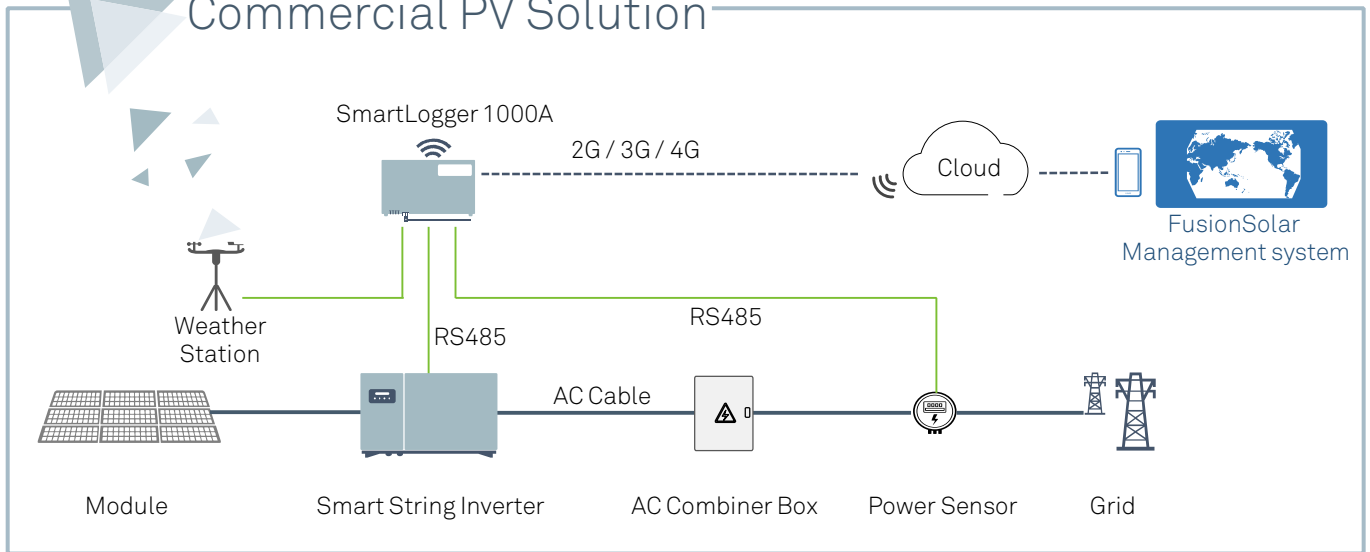 Commercial PV Solution
SmartLogger 1000A
2G / 3G / 4G
Cloud
FusionSolar
Management system
Weather
Station
RS485
RS485
AC Cable
Module
Smart String Inverter
AC Combiner Box
Power Sensor
Grid